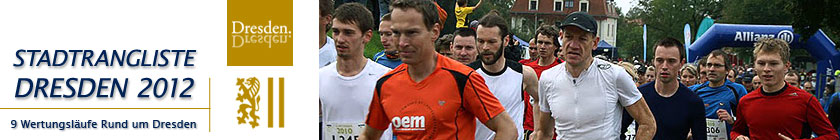 STADTRANGLISTE
DRESDEN 2012
9 Wertungsläufe Rund um Dresden
Dresden.
Dresden.
Allianz
oem
2010